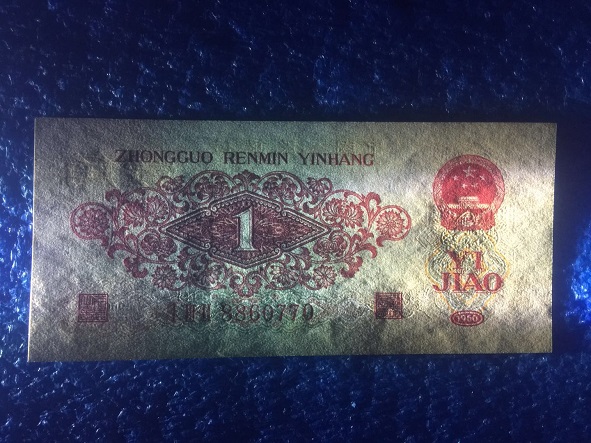 ZHONGGUO RENMIN YINHANG
1
YI
JIAO
8860770
1960